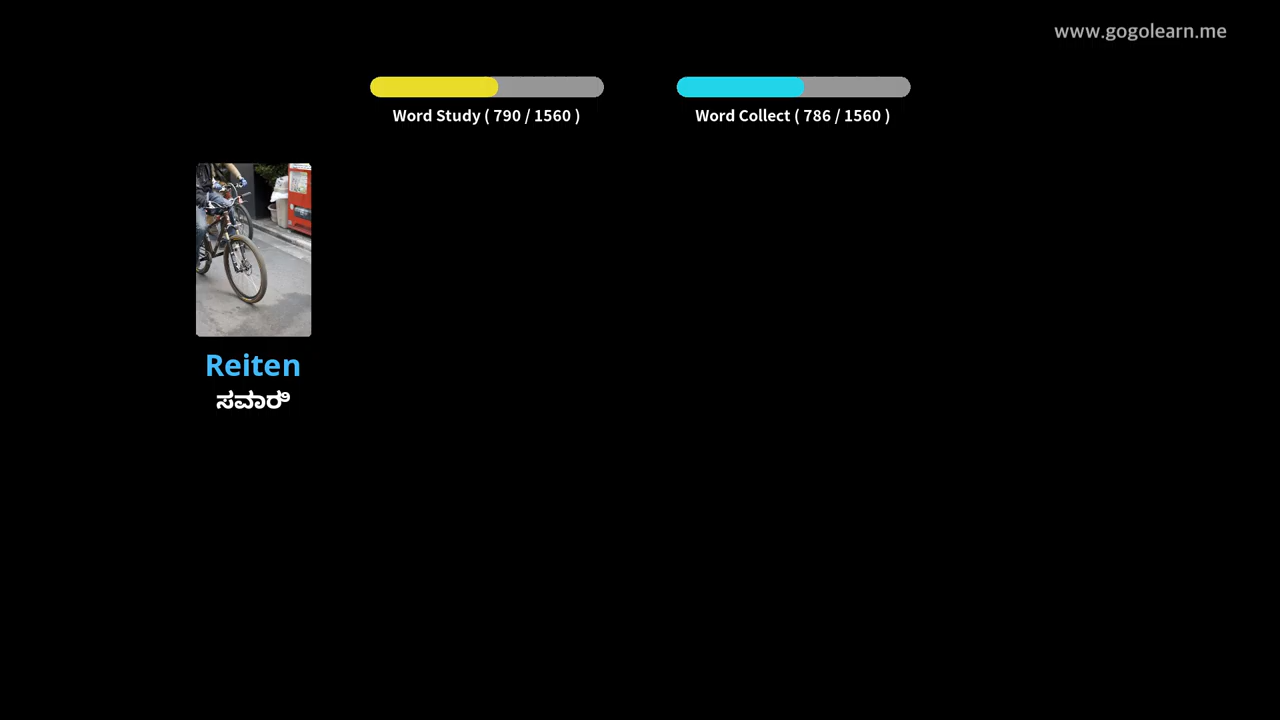 www.gogolearn.me
Word Study ( 790 / 1560 )
Word Collect ( 786 / 1560 )
Reiten
ಸವಾರಿ